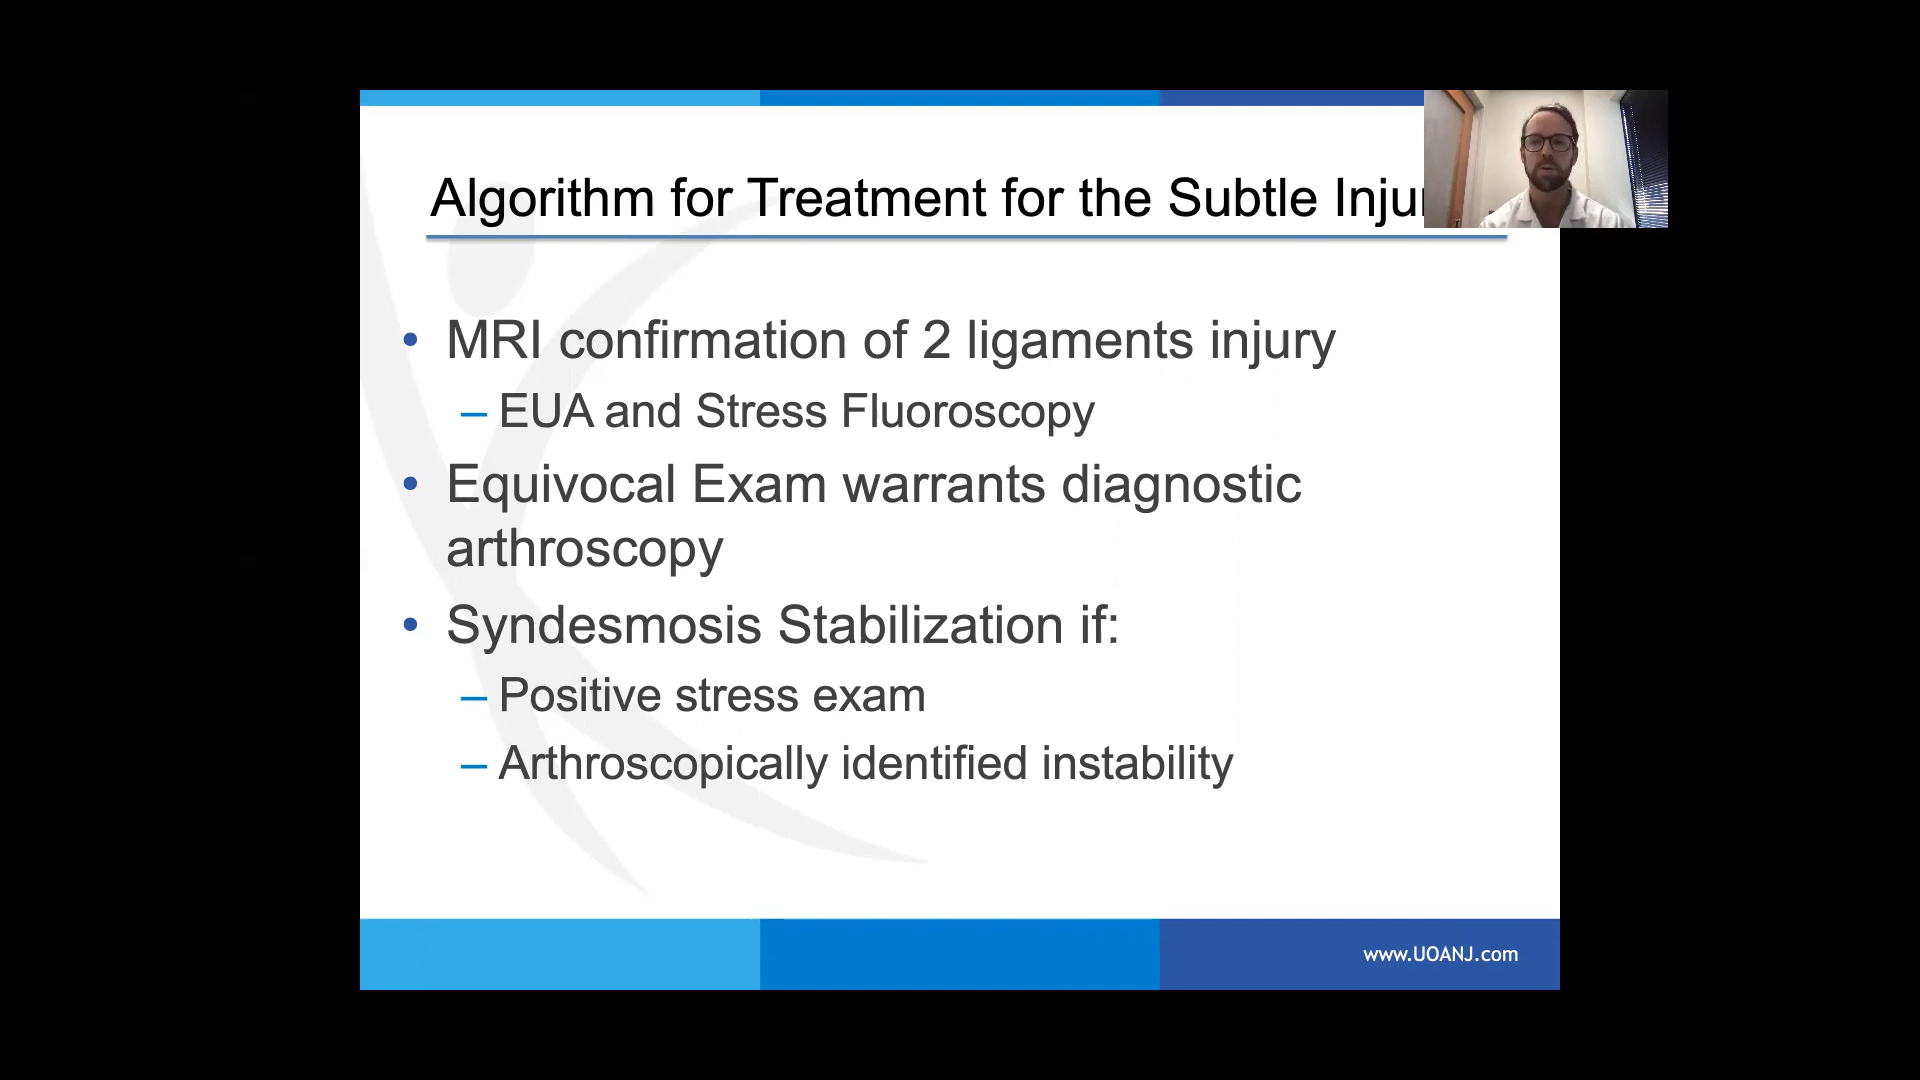 Algorithm for Treatment for the Subtle
• MRI confirmation of 2 ligaments injury
– EUA and Stress Fluoroscopy
• Equivocal Exam warrants diagnostic
arthroscopy
• Syndesmosis Stabilization if:
– Positive stress exam
– Arthroscopically identified instability
www.UOANJ.com